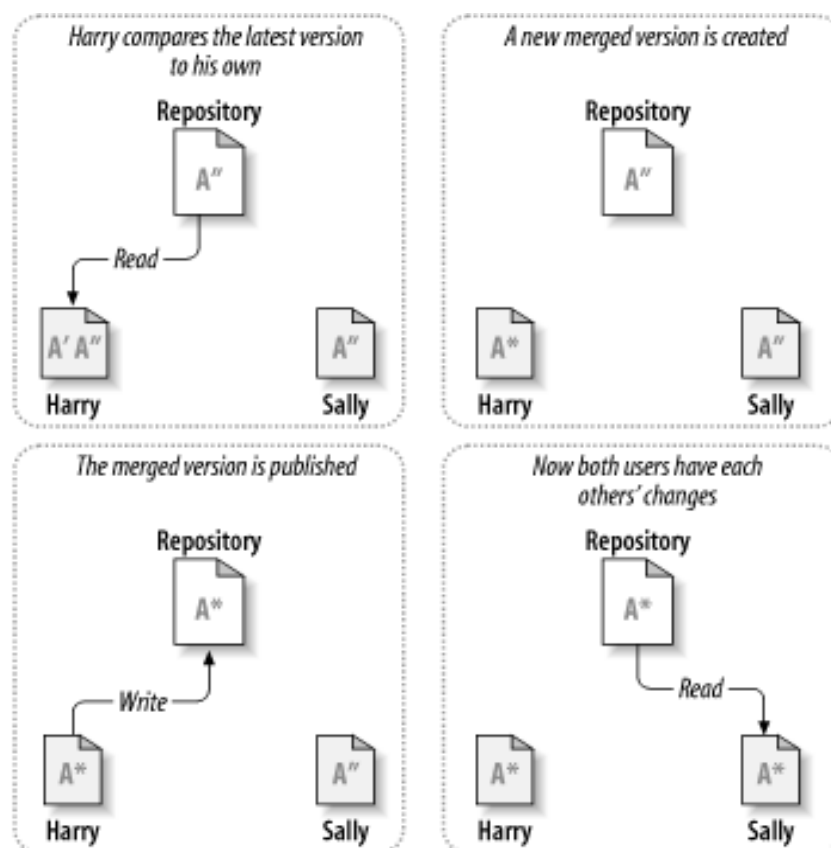 Harry compares the latest version
to his own
Repository
A″
Read
A′ A″
A″
Harry
Sally
A new merged version is created
Repository
A″
A*
A″
Harry
Sally
The merged version is published
Repository
A*
Write
A*
A″
Harry
Sally
Now both users have each
others’ changes
Repository
A*
Read
A*
A*
Harry
Sally